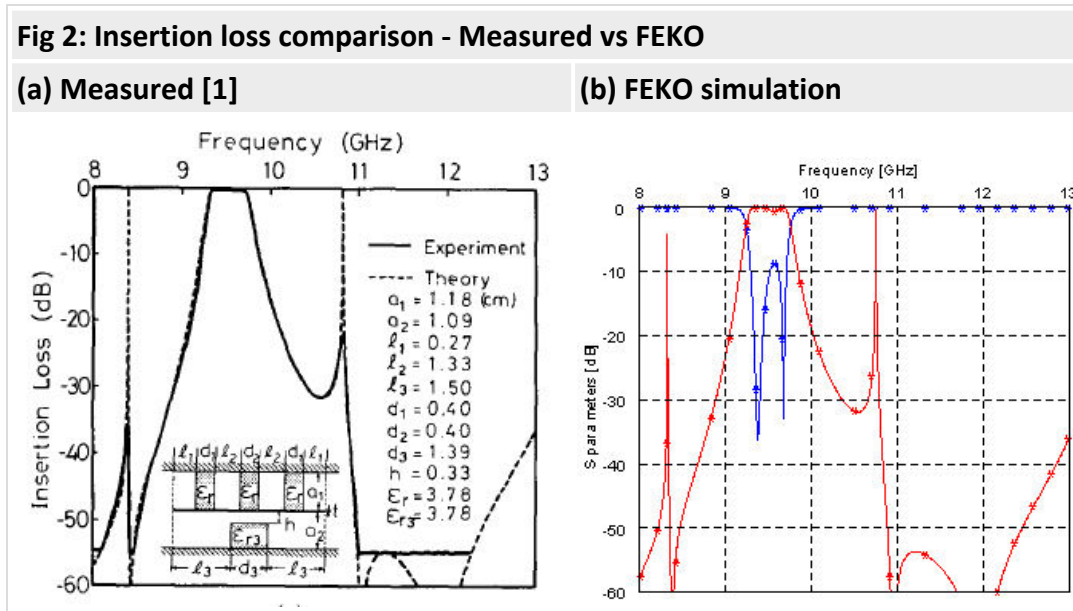 Fig 2: Insertion loss comparison - Measured vs FEKO
(a) Measured [1]
(b) FEKO simulation
Frequency (GHz)
8 9 10 11 12 13
0
-10
-20
-30
-40
-50
-60
Insertion Loss (dB)
Experiment
Theory
a₁ = 1.18 (cm)
a₂ = 1.09
ℓ₁ = 0.27
ℓ₂ = 1.33
ℓ₃ = 1.50
d₁ = 0.40
d₂ = 0.40
d₃ = 1.39
h = 0.33
εr = 3.78
εr3 = 3.78
ℓ₁ d₁ ℓ₂ d₂ ℓ₂ d₁ ℓ₁
εr εr εr a₁
t
h
a₂
εr3
ℓ₃ d₃ ℓ₃
Frequency [GHz]
8 9 10 11 12 13
0
-10
-20
-30
-40
-50
-60
S-parameters [dB]